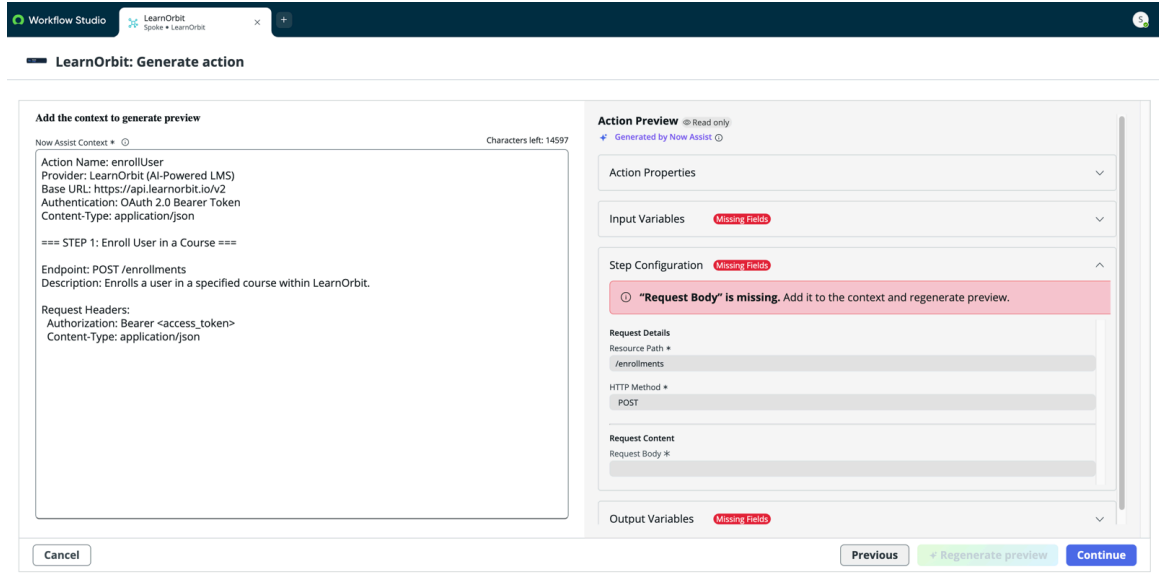 Workflow Studio
LearnOrbit
Spoke • LearnOrbit
S
LearnOrbit: Generate action
Add the context to generate preview
Now Assist Context *
Characters left: 14597
Action Name: enrollUser
Provider: LearnOrbit (AI-Powered LMS)
Base URL: https://api.learnorbit.io/v2
Authentication: OAuth 2.0 Bearer Token
Content-Type: application/json
=== STEP 1: Enroll User in a Course ===
Endpoint: POST /enrollments
Description: Enrolls a user in a specified course within LearnOrbit.
Request Headers:
Authorization: Bearer <access_token>
Content-Type: application/json
Action Preview Read only
Generated by Now Assist
Action Properties
Input Variables Missing Fields
Step Configuration Missing Fields
“Request Body” is missing. Add it to the context and regenerate preview.
Request Details
Resource Path *
/enrollments
HTTP Method *
POST
Request Content
Request Body *
Output Variables Missing Fields
Cancel
Previous
Regenerate preview
Continue